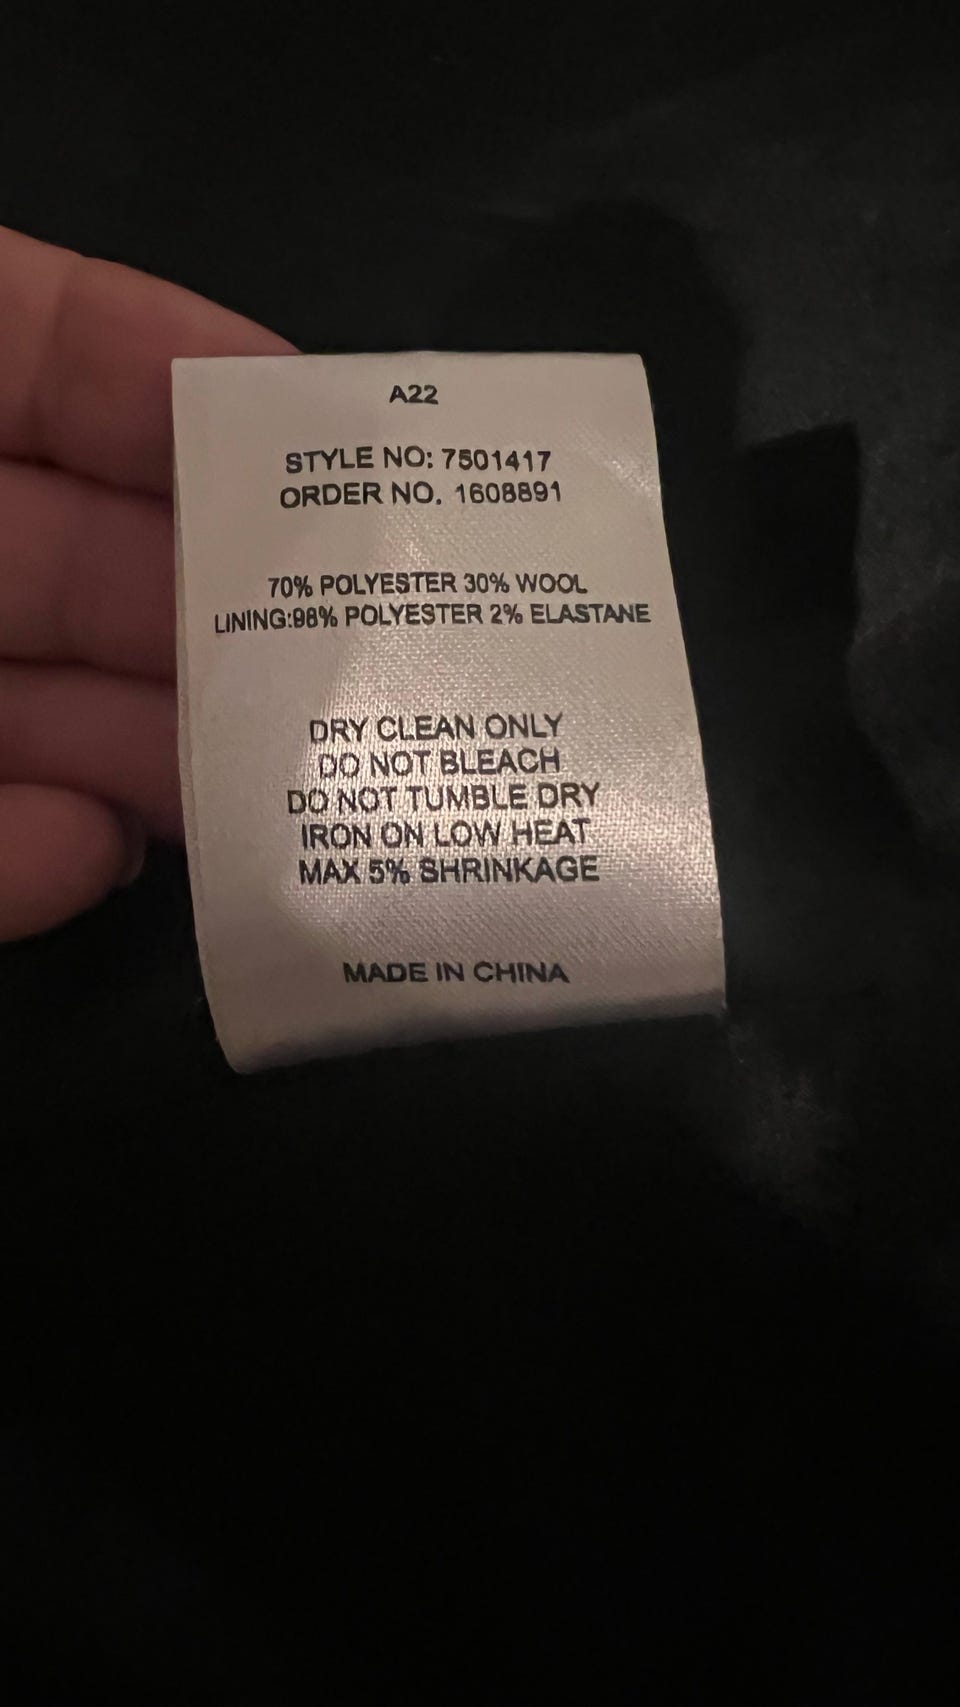 A22
STYLE NO: 7501417
ORDER NO. 1608891
70% POLYESTER 30% WOOL
LINING:98% POLYESTER 2% ELASTANE
DRY CLEAN ONLY
DO NOT BLEACH
DO NOT TUMBLE DRY
IRON ON LOW HEAT
MAX 5% SHRINKAGE
MADE IN CHINA